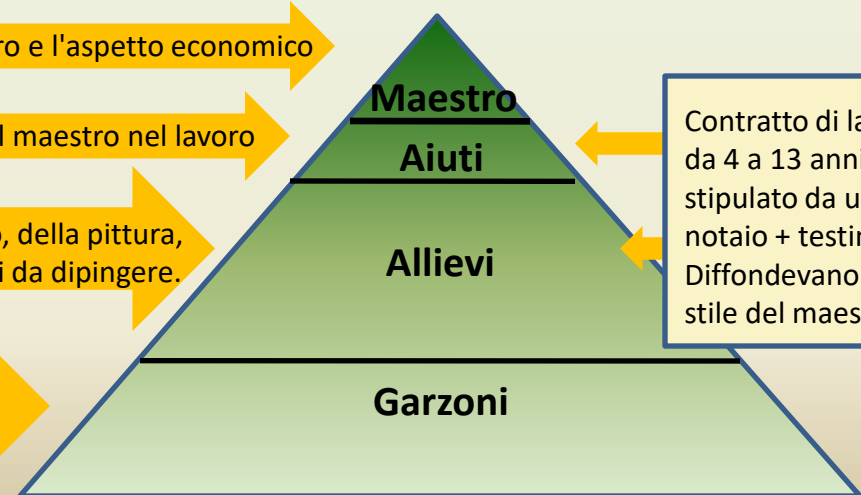 ro e l'aspetto economico
l maestro nel lavoro
, della pittura,
i da dipingere.
Maestro
Aiuti
Allievi
Garzoni
Contratto di la
da 4 a 13 anni
stipulato da u
notaio + testi
Diffondevano
stile del maes